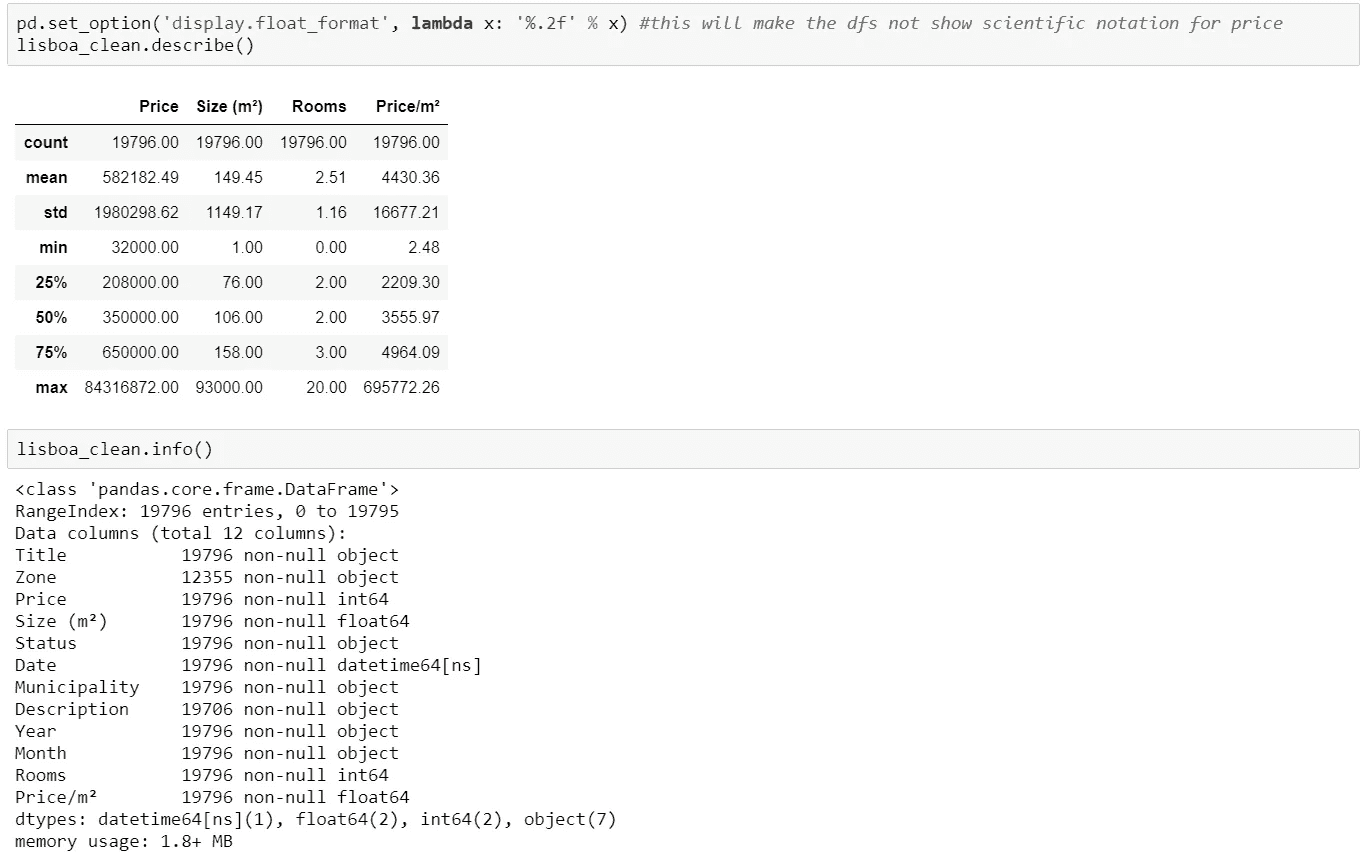 pd.set_option('display.float_format', lambda x: '%.2f' % x) #this will make the dfs not show scientific notation for price
lisboa_clean.describe()
Price Size (m²) Rooms Price/m²
count 19796.00 19796.00 19796.00 19796.00
mean 582182.49 149.45 2.51 4430.36
std 1980298.62 1149.17 1.16 16677.21
min 32000.00 1.00 0.00 2.48
25% 208000.00 76.00 2.00 2209.30
50% 350000.00 106.00 2.00 3555.97
75% 650000.00 158.00 3.00 4964.09
max 84316872.00 93000.00 20.00 695772.26
lisboa_clean.info()
<class 'pandas.core.frame.DataFrame'>
RangeIndex: 19796 entries, 0 to 19795
Data columns (total 12 columns):
Title 19796 non-null object
Zone 12355 non-null object
Price 19796 non-null int64
Size (m²) 19796 non-null float64
Status 19796 non-null object
Date 19796 non-null datetime64[ns]
Municipality 19796 non-null object
Description 19706 non-null object
Year 19796 non-null object
Month 19796 non-null object
Rooms 19796 non-null int64
Price/m² 19796 non-null float64
dtypes: datetime64[ns](1), float64(2), int64(2), object(7)
memory usage: 1.8+ MB